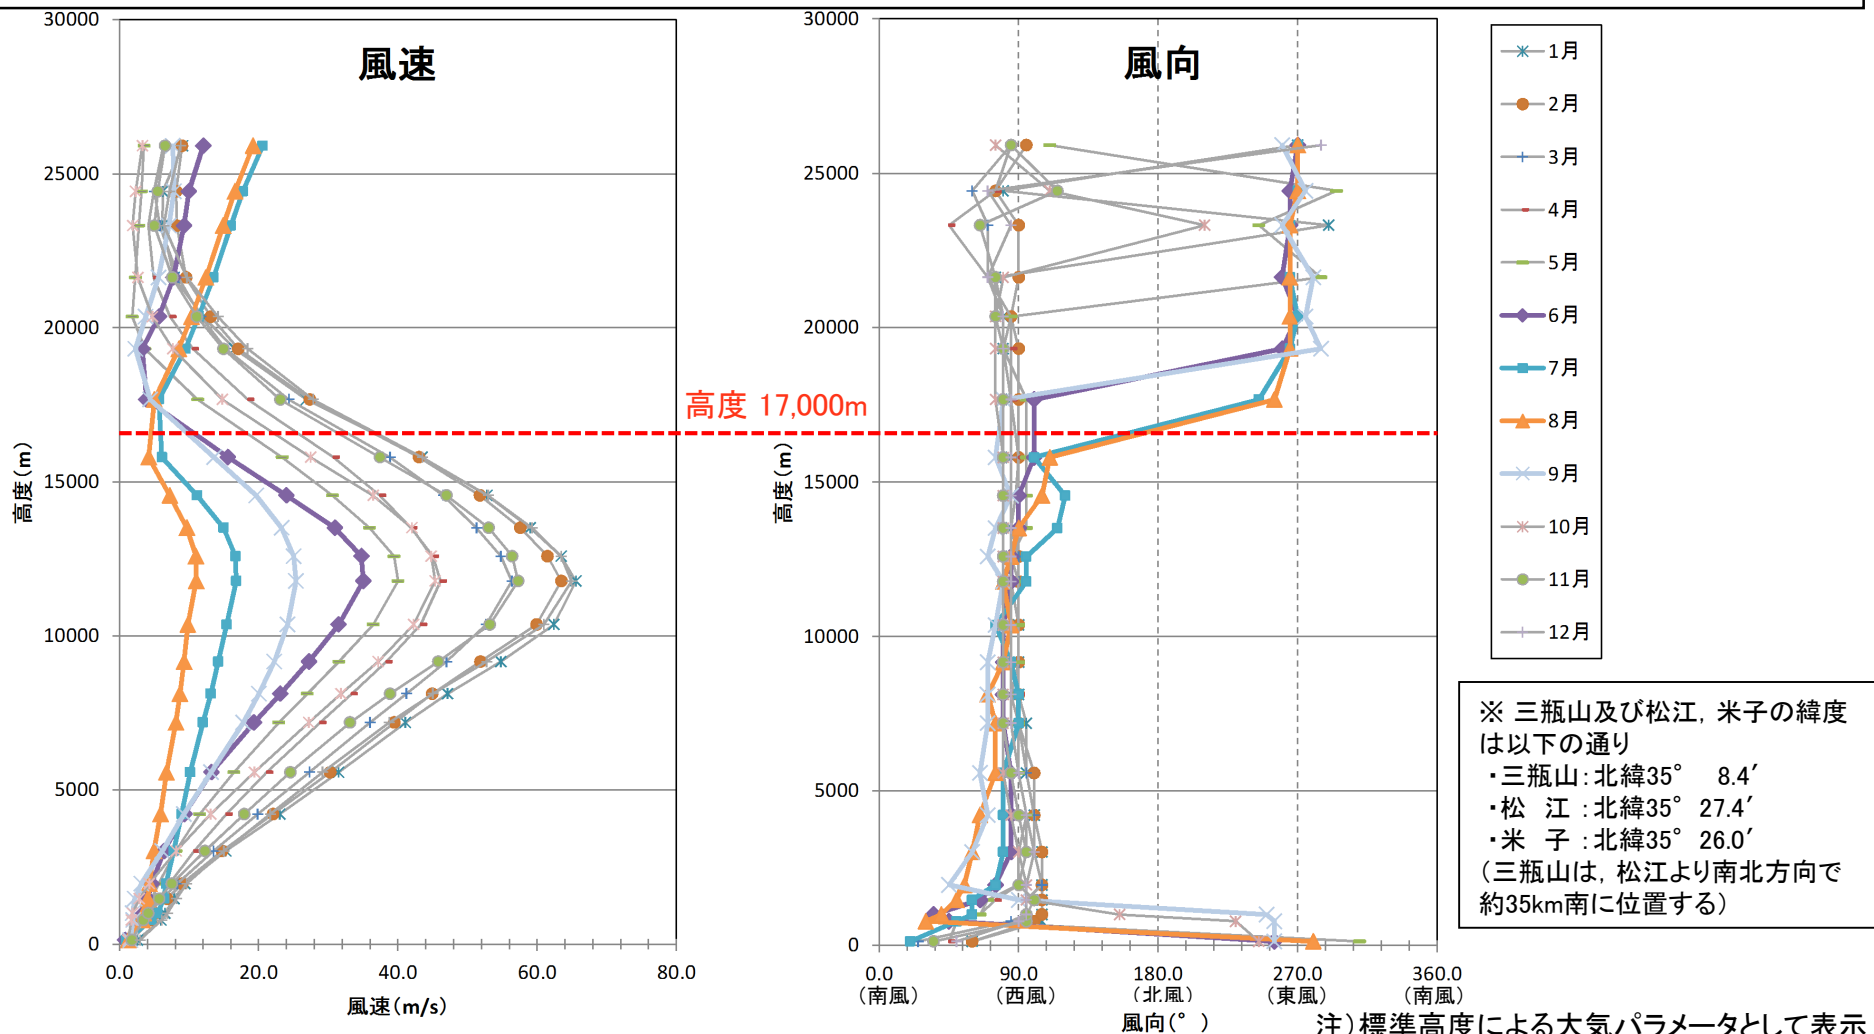 風速
30000
25000
20000
15000
10000
5000
0
高度(m)
0.0
20.0
40.0
60.0
80.0
風速(m/s)
高度 17,000m
風向
30000
25000
20000
15000
10000
5000
0
高度(m)
0.0
90.0
180.0
270.0
360.0
(南風)
(西風)
(北風)
(東風)
(南風)
風向(°)
1月
2月
3月
4月
5月
6月
7月
8月
9月
10月
11月
12月
※ 三瓶山及び松江,米子の緯度
は以下の通り
・三瓶山:北緯35° 8.4′
・松 江:北緯35° 27.4′
・米 子:北緯35° 26.0′
(三瓶山は,松江より南北方向で
約35km南に位置する)
注)標準高度による大気パラメータとして表示